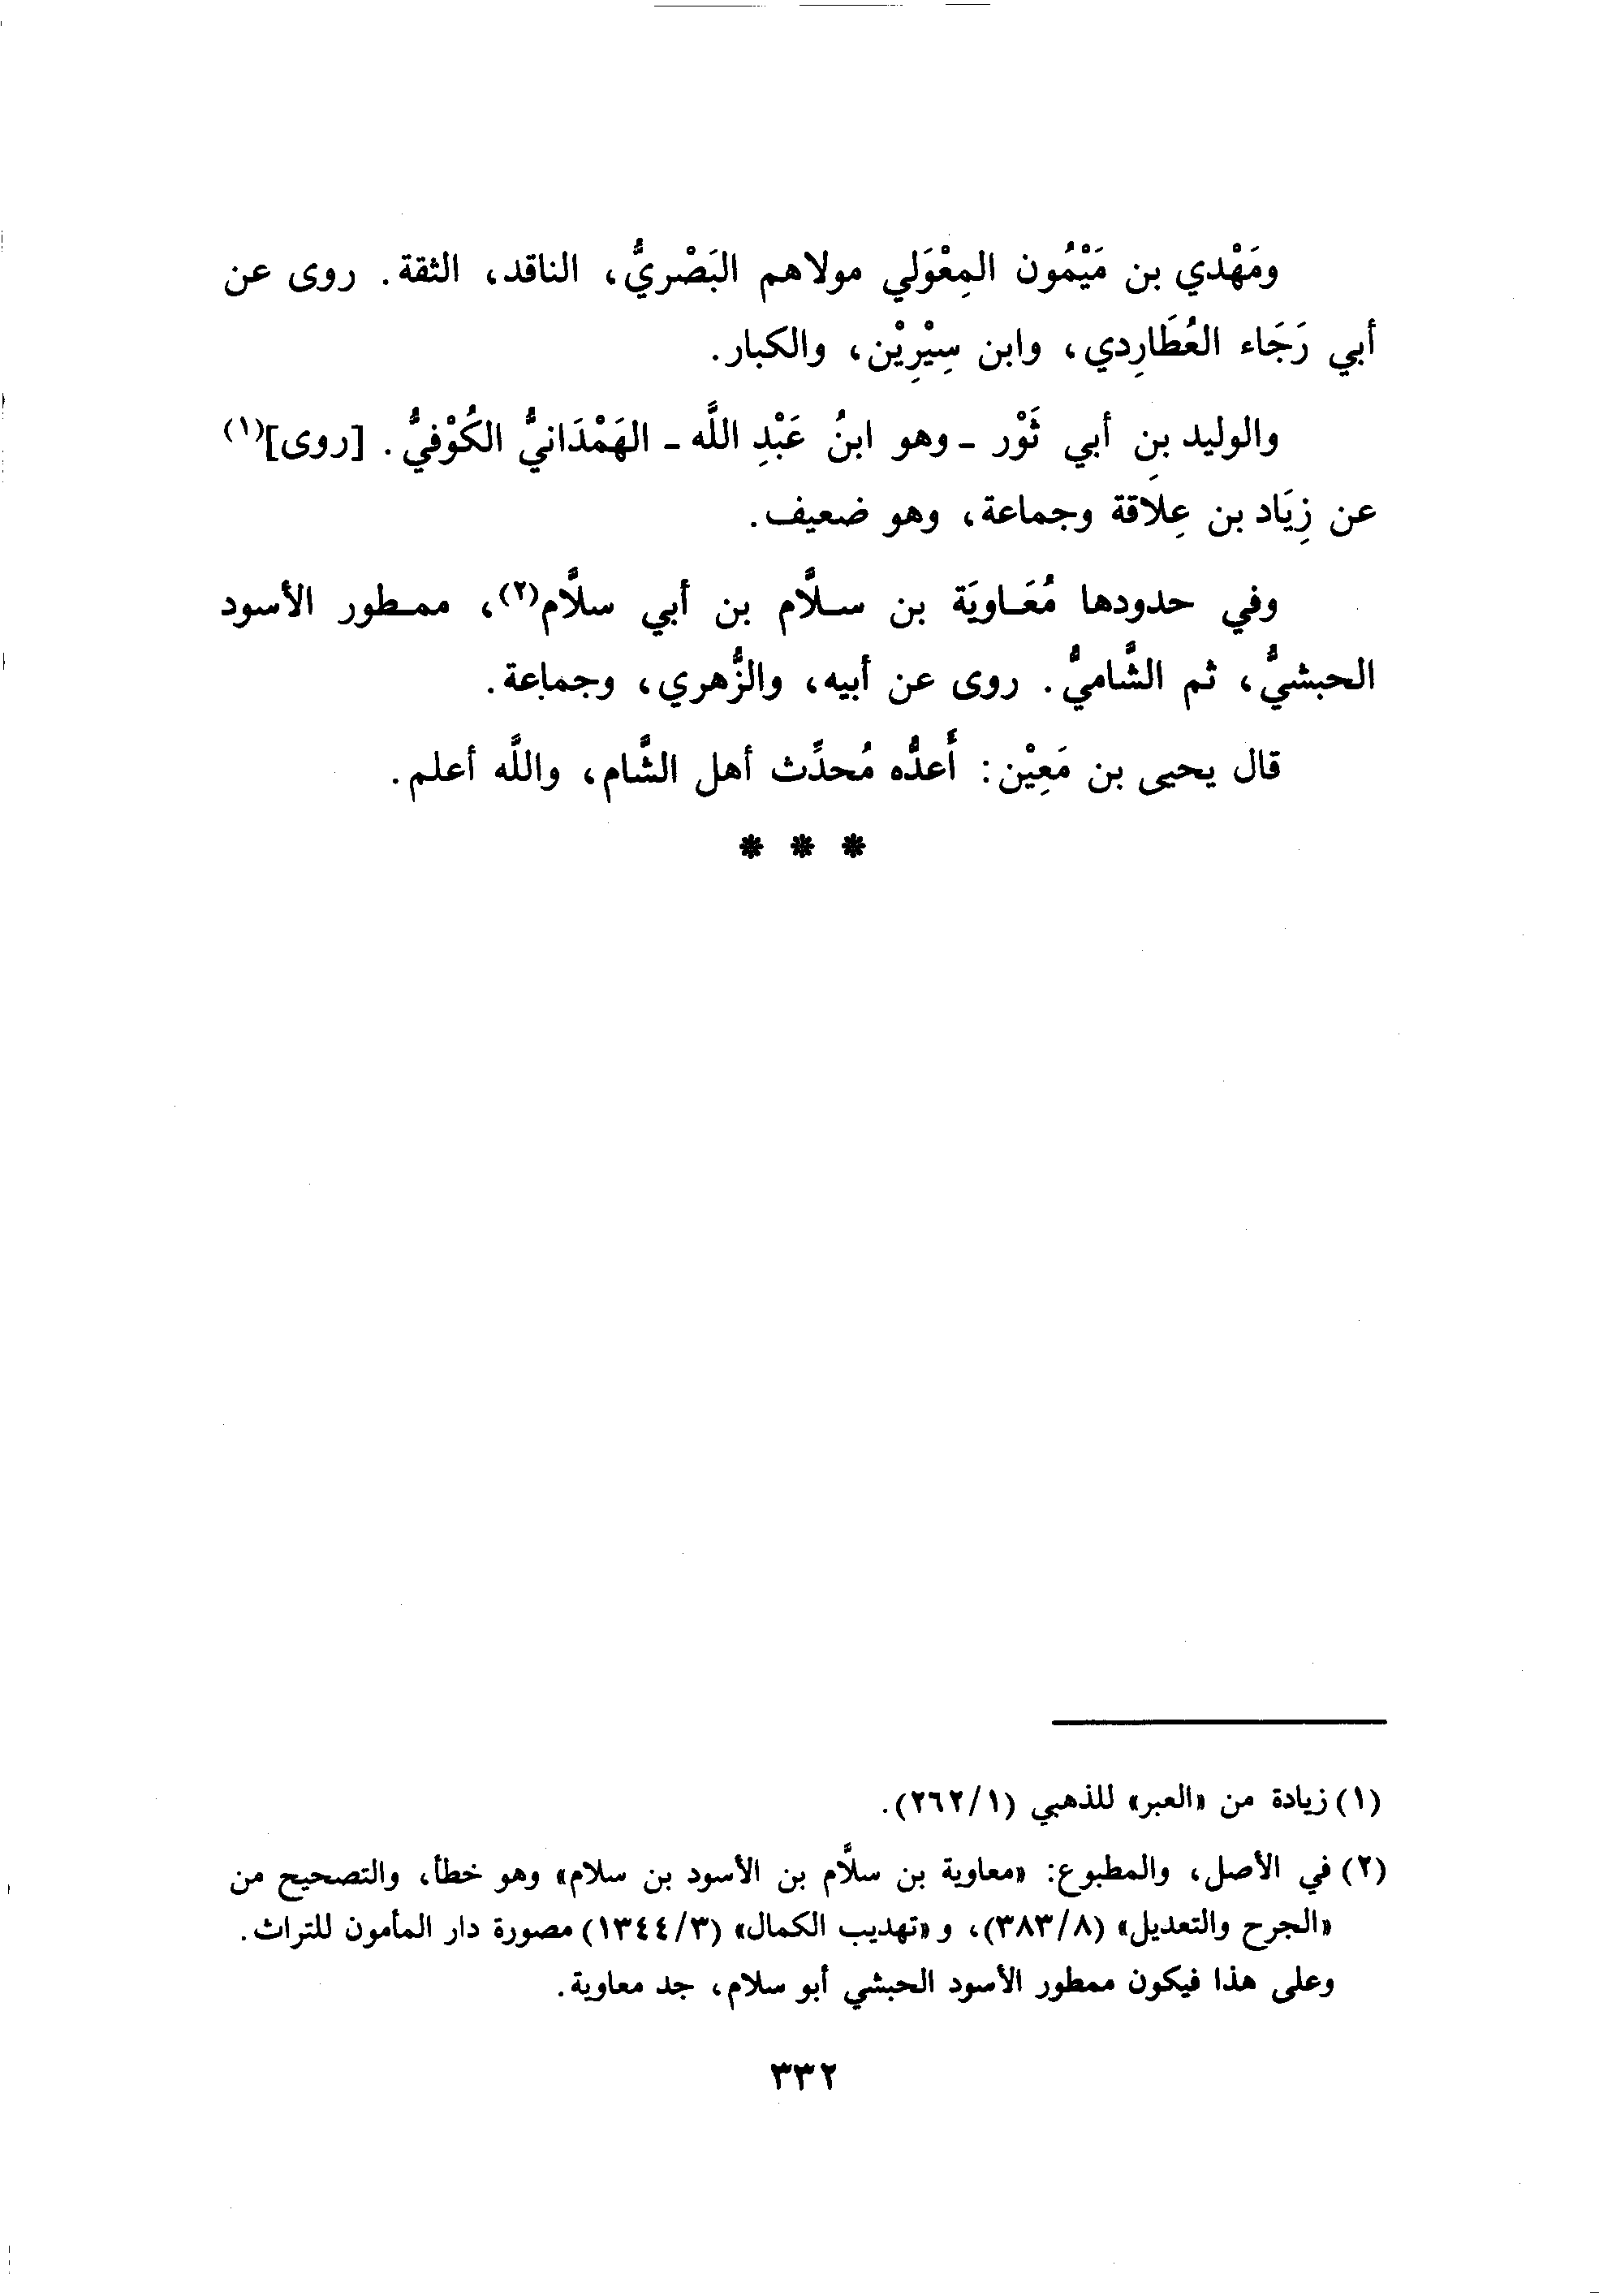 ومَهْدي بن مَيْمُون المِعْوَلي مولاهم البَصْريُّ، الناقد، الثقة. روى عن
أبي رَجَاء العُطَارِدي، وابن سِيْرِيْن، والكبار.
والوليد بن أبي ثَوْر ـ وهو ابنُ عَبْدِ اللَّه ـ الهَمْدَانيُّ الكُوْفيُّ. [روى](١)
عن زِيَاد بن عِلَاقة وجماعة، وهو ضعيف.
وفي حدودها مُعَـاويَة بن سـلَّام بن أبي سلَّام(٢)، ممـطور الأسود
الحبشيُّ، ثم الشَّاميُّ. روى عن أبيه، والزُّهري، وجماعة.
قال يحيى بن مَعِيْن: أَعدُّه مُحدِّث أهل الشَّام، واللَّه أعلم.
* * *
(١) زيادة من «العبر» للذهبي (٢٦٢/١).
(٢) في الأصل، والمطبوع: «معاوية بن سلَّام بن الأسود بن سلام» وهو خطأ، والتصحيح من
«الجرح والتعديل» (٣٨٣/٨)، و «تهذيب الكمال» (١٣٤٤/٣) مصورة دار المأمون للتراث.
وعلى هذا فيكون ممطور الأسود الحبشي أبو سلام، جد معاوية.
٣٣٢